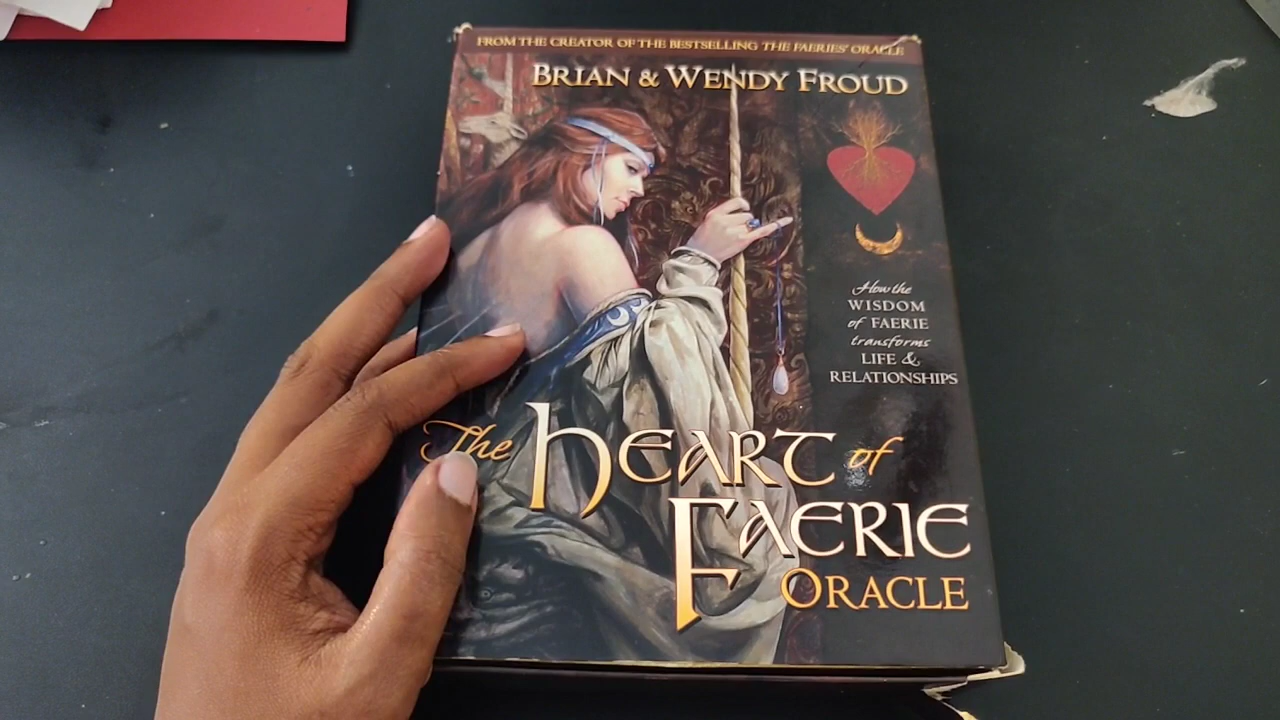 FROM THE CREATOR OF THE BESTSELLING THE FAERIES' ORACLE
BRIAN & WENDY FROUD
How the
WISDOM
of FAERIE
transforms
LIFE &
RELATIONSHIPS
The HEART of
FAERIE
ORACLE